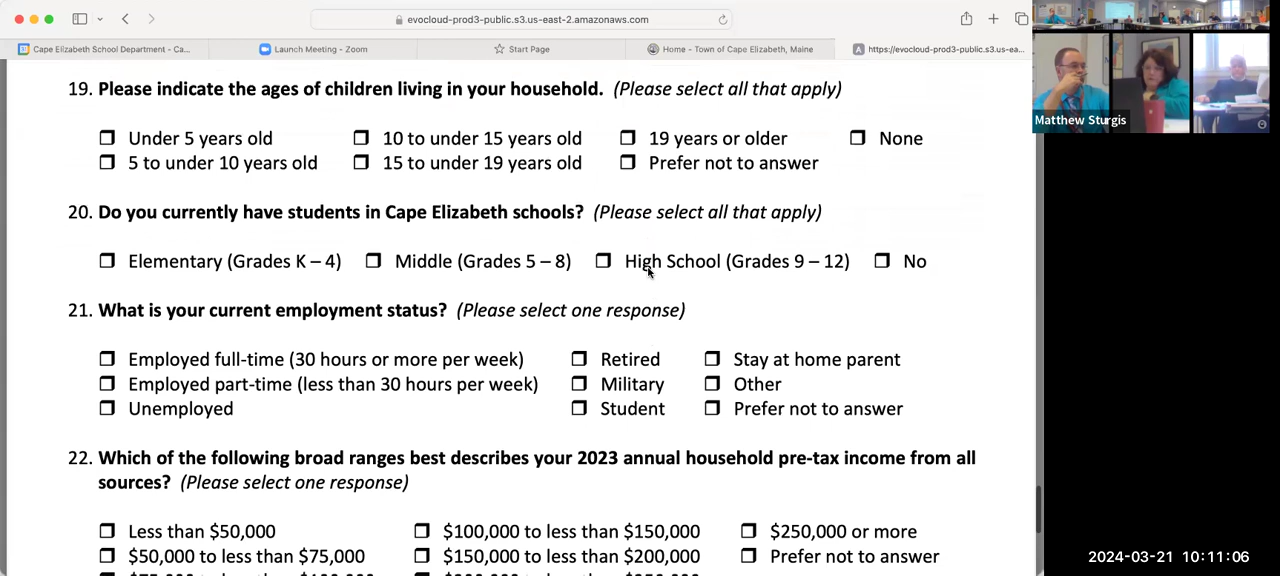 evocloud-prod3-public.s3.us-east-2.amazonaws.com
Cape Elizabeth School Department - Ca...
Launch Meeting - Zoom
Start Page
Home - Town of Cape Elizabeth, Maine
https://evocloud-prod3-public.s3.us-ea...
Matthew Sturgis
19. Please indicate the ages of children living in your household. (Please select all that apply)
Under 5 years old 10 to under 15 years old 19 years or older None
5 to under 10 years old 15 to under 19 years old Prefer not to answer
20. Do you currently have students in Cape Elizabeth schools? (Please select all that apply)
Elementary (Grades K – 4) Middle (Grades 5 – 8) High School (Grades 9 – 12) No
21. What is your current employment status? (Please select one response)
Employed full-time (30 hours or more per week) Retired Stay at home parent
Employed part-time (less than 30 hours per week) Military Other
Unemployed Student Prefer not to answer
22. Which of the following broad ranges best describes your 2023 annual household pre-tax income from all
sources? (Please select one response)
Less than $50,000 $100,000 to less than $150,000 $250,000 or more
$50,000 to less than $75,000 $150,000 to less than $200,000 Prefer not to answer
2024-03-21 10:11:06